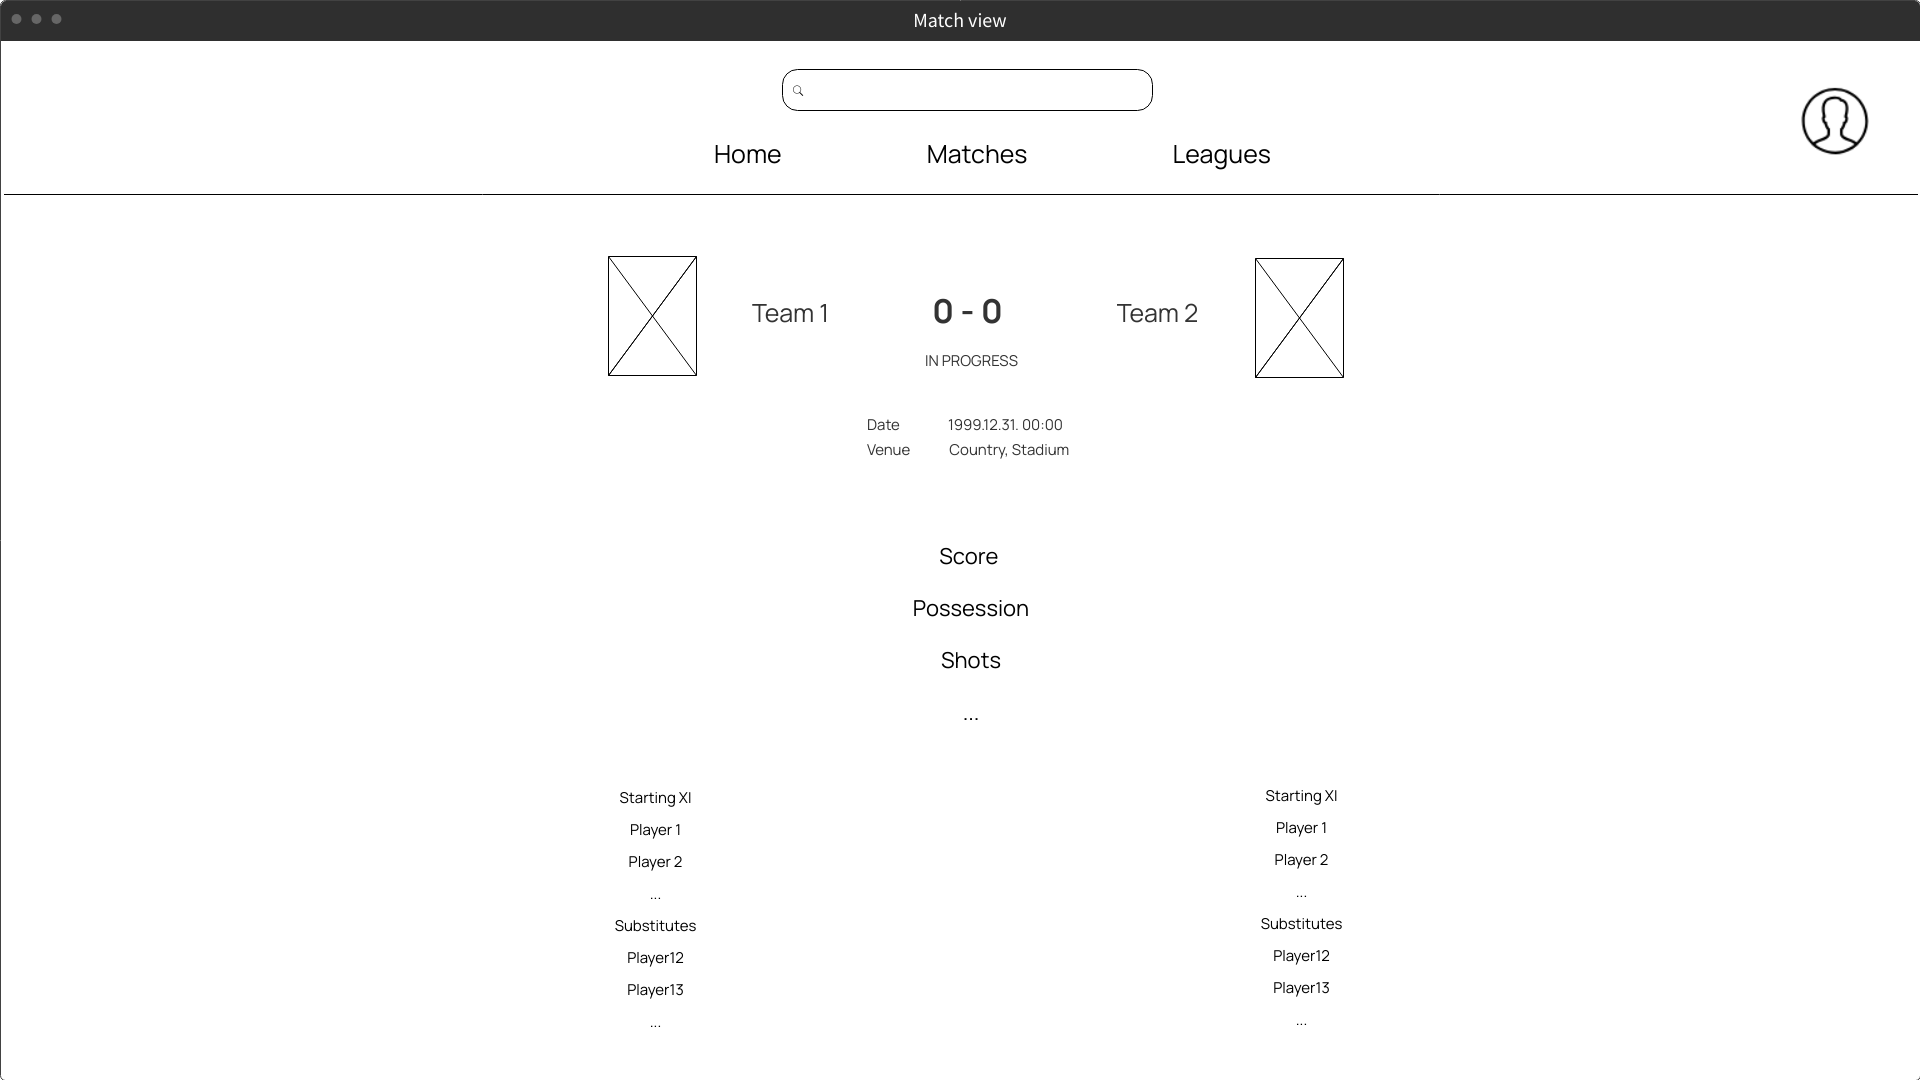 Match view
Home Matches Leagues
Team 1 0 - 0 Team 2
IN PROGRESS
Date 1999.12.31. 00:00
Venue Country, Stadium
Score
Possession
Shots
...
Starting XI
Player 1
Player 2
...
Substitutes
Player12
Player13
...
Starting XI
Player 1
Player 2
...
Substitutes
Player12
Player13
...